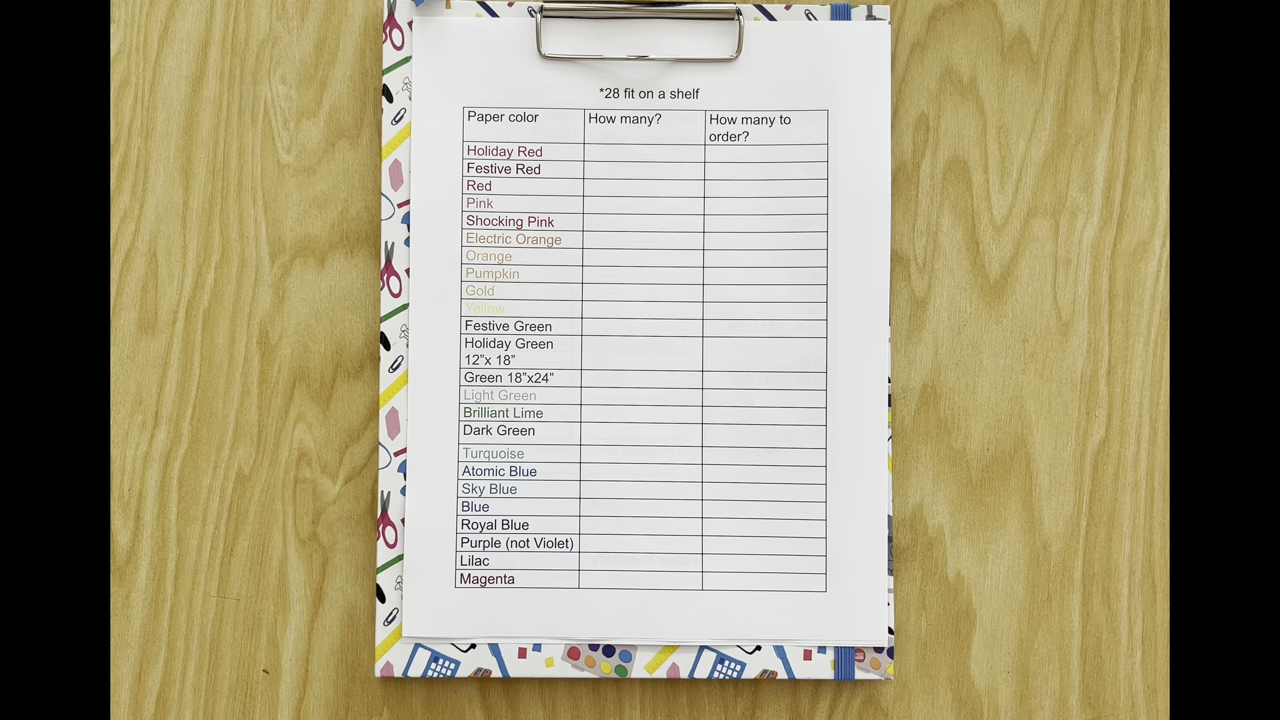 *28 fit on a shelf
Paper color How many? How many to
order?
Holiday Red
Festive Red
Red
Pink
Shocking Pink
Electric Orange
Orange
Pumpkin
Gold
Yellow
Festive Green
Holiday Green
12”x 18”
Green 18”x24”
Light Green
Brilliant Lime
Dark Green
Turquoise
Atomic Blue
Sky Blue
Blue
Royal Blue
Purple (not Violet)
Lilac
Magenta